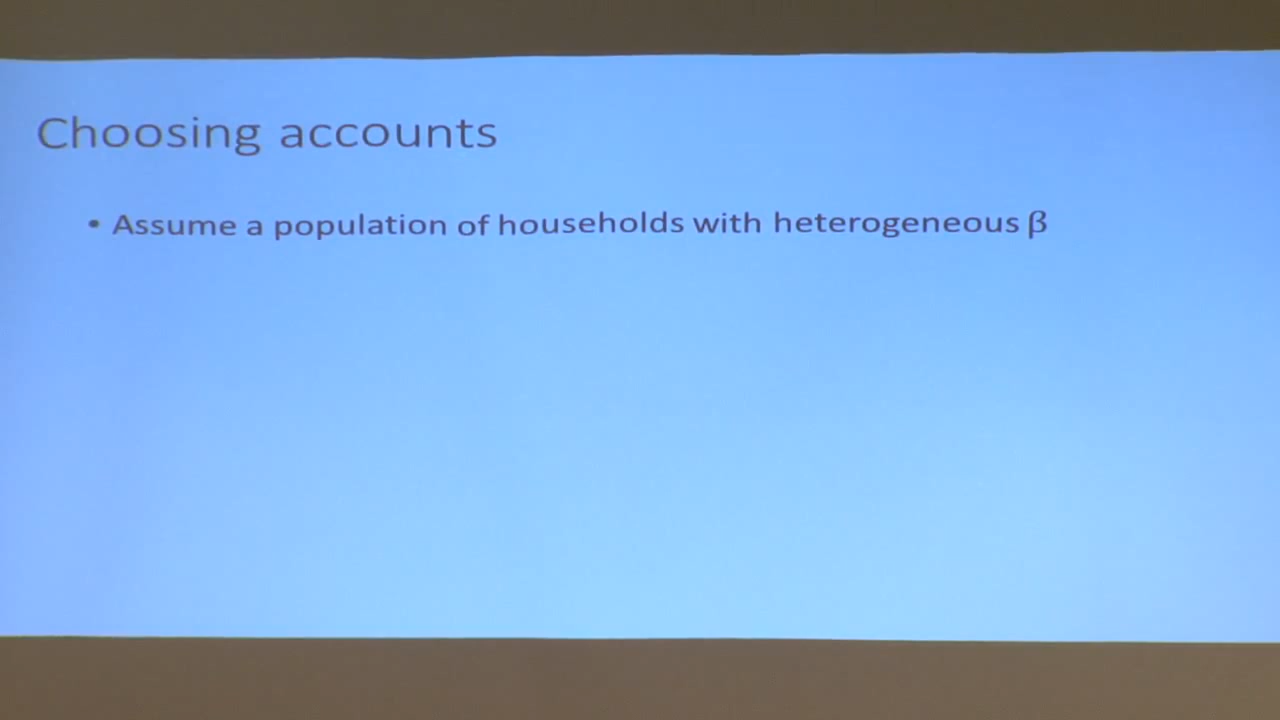 Choosing accounts
• Assume a population of households with heterogeneous β